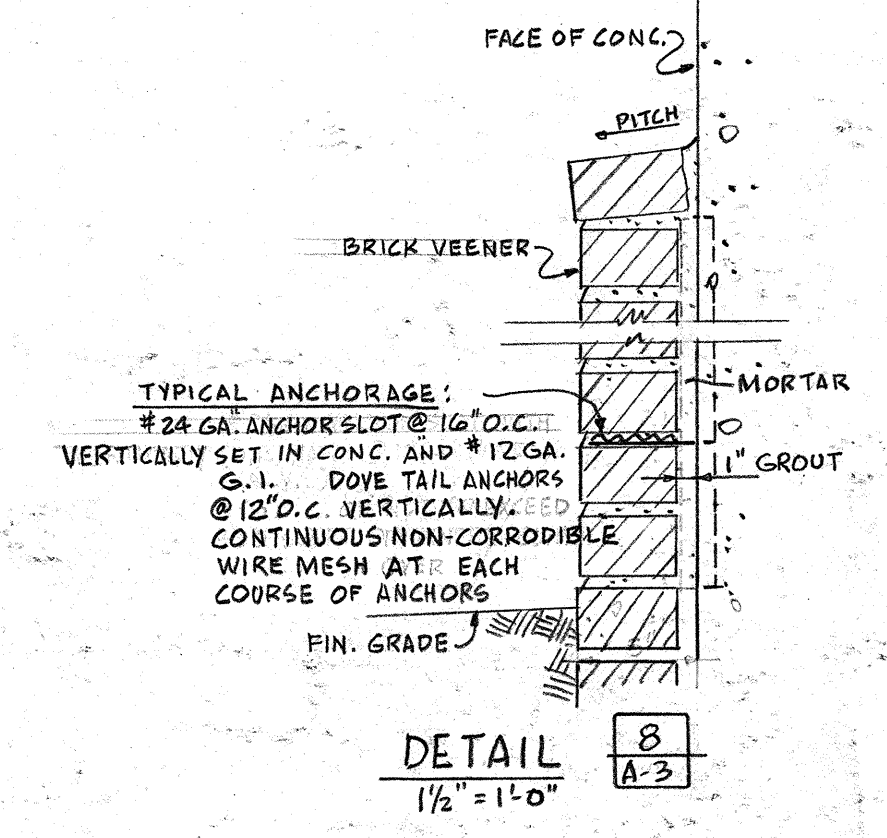 FACE OF CONC.
PITCH
BRICK VEENER
TYPICAL ANCHORAGE:
#24 GA. ANCHOR SLOT @ 16" O.C.
VERTICALLY SET IN CONC. AND #12 GA.
G.I. DOVE TAIL ANCHORS
@ 12" O.C. VERTICALLY.
CONTINUOUS NON-CORRODIBLE
WIRE MESH AT EACH
COURSE OF ANCHORS
MORTAR
1" GROUT
FIN. GRADE
DETAIL
1½" = 1'-0"
8
A-3